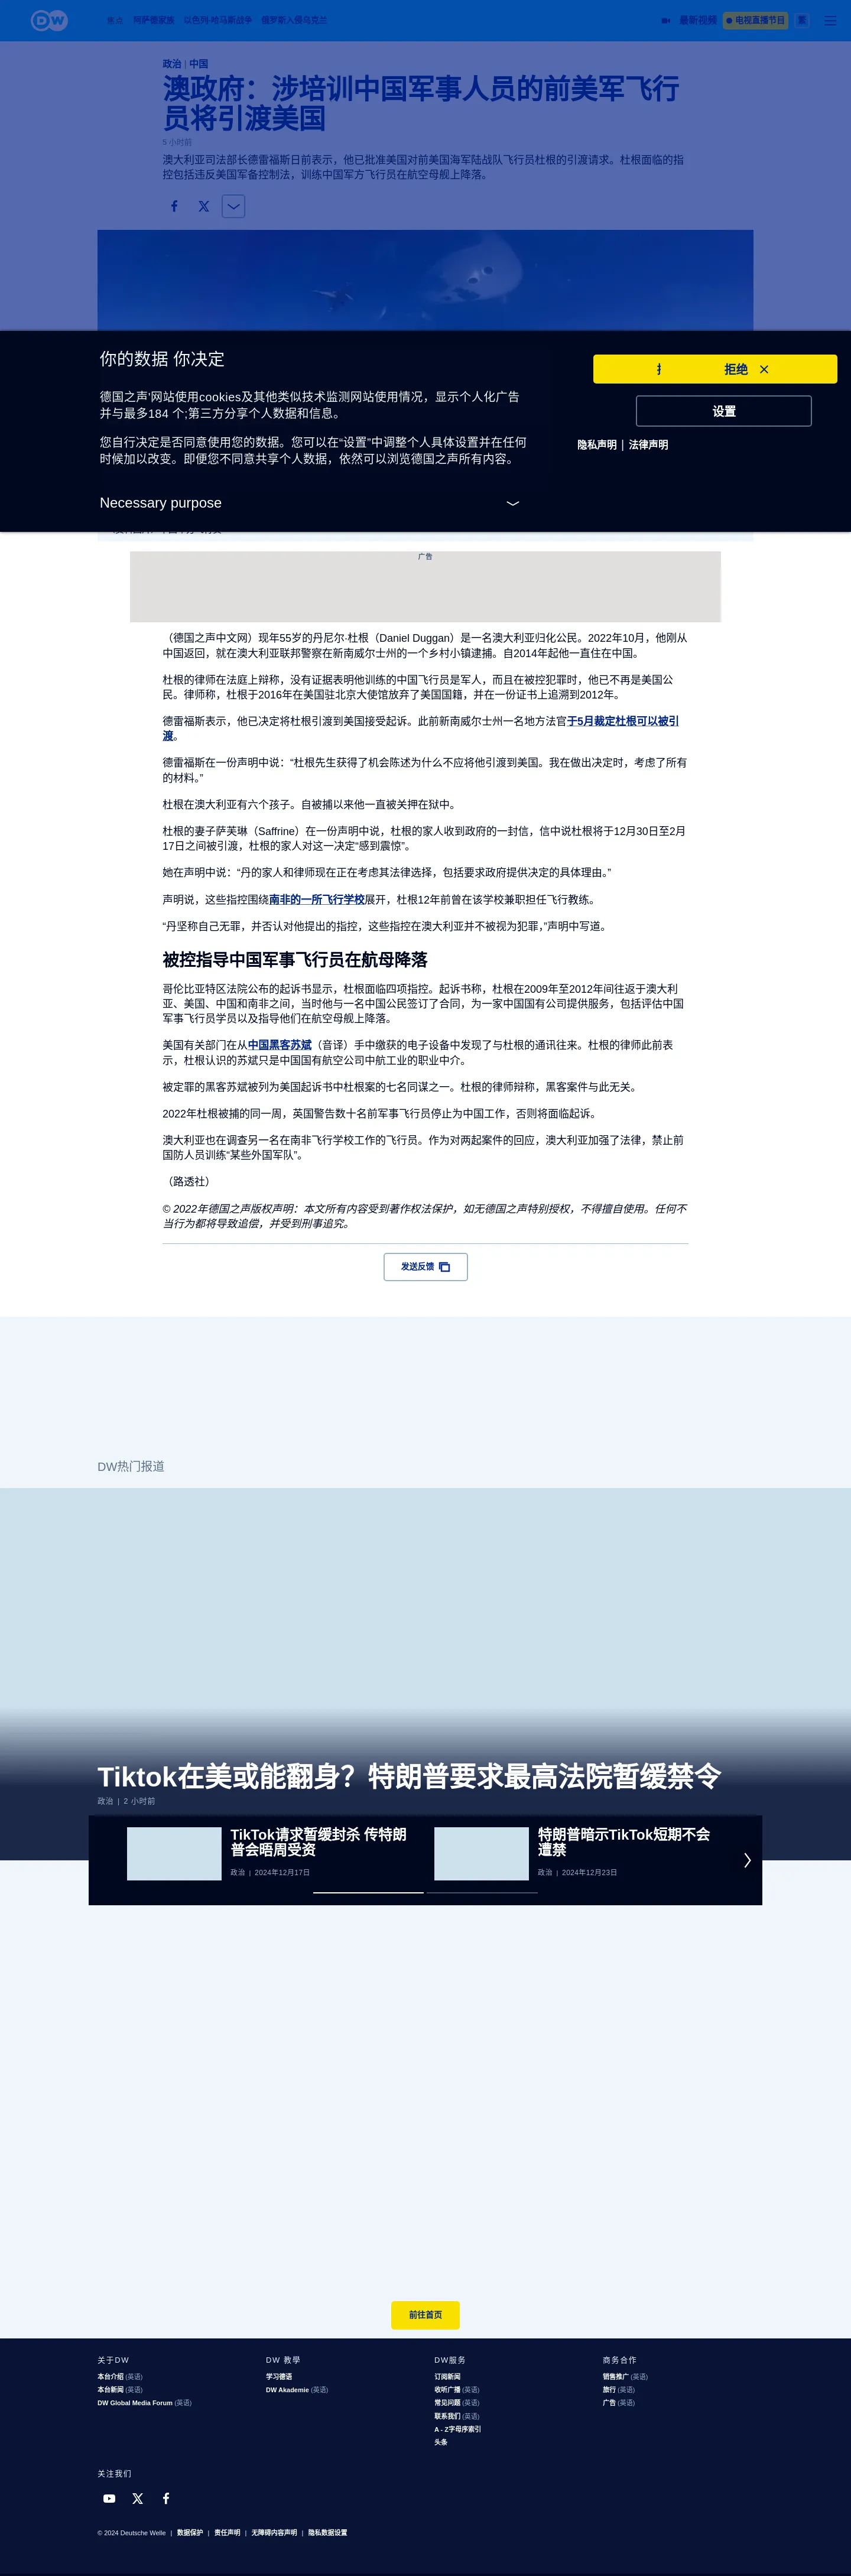 DW
焦点 阿萨德家族 以色列-哈马斯战争 俄罗斯入侵乌克兰
最新视频 电视直播节目 繁
政治 | 中国
澳政府：涉培训中国军事人员的前美军飞行
员将引渡美国
5 小时前
澳大利亚司法部长德雷福斯日前表示，他已批准美国对前美国海军陆战队飞行员杜根的引渡请求。杜根面临的指
控包括违反美国军备控制法，训练中国军方飞行员在航空母舰上降落。
你的数据 你决定
德国之声'网站使用cookies及其他类似技术监测网站使用情况，显示个人化广告
并与最多184 个;第三方分享个人数据和信息。
您自行决定是否同意使用您的数据。您可以在“设置”中调整个人具体设置并在任何
时候加以改变。即便您不同意共享个人数据，依然可以浏览德国之声所有内容。
Necessary purpose
拒绝
设置
隐私声明 | 法律声明
广告
（德国之声中文网）现年55岁的丹尼尔·杜根（Daniel Duggan）是一名澳大利亚归化公民。2022年10月，他刚从
中国返回，就在澳大利亚联邦警察在新南威尔士州的一个乡村小镇逮捕。自2014年起他一直住在中国。
杜根的律师在法庭上辩称，没有证据表明他训练的中国飞行员是军人，而且在被控犯罪时，他已不再是美国公
民。律师称，杜根于2016年在美国驻北京大使馆放弃了美国国籍，并在一份证书上追溯到2012年。
德雷福斯表示，他已决定将杜根引渡到美国接受起诉。此前新南威尔士州一名地方法官于5月裁定杜根可以被引
渡。
德雷福斯在一份声明中说：“杜根先生获得了机会陈述为什么不应将他引渡到美国。我在做出决定时，考虑了所有
的材料。”
杜根在澳大利亚有六个孩子。自被捕以来他一直被关押在狱中。
杜根的妻子萨芙琳（Saffrine）在一份声明中说，杜根的家人收到政府的一封信，信中说杜根将于12月30日至2月
17日之间被引渡，杜根的家人对这一决定“感到震惊”。
她在声明中说：“丹的家人和律师现在正在考虑其法律选择，包括要求政府提供决定的具体理由。”
声明说，这些指控围绕南非的一所飞行学校展开，杜根12年前曾在该学校兼职担任飞行教练。
“丹坚称自己无罪，并否认对他提出的指控，这些指控在澳大利亚并不被视为犯罪，”声明中写道。
被控指导中国军事飞行员在航母降落
哥伦比亚特区法院公布的起诉书显示，杜根面临四项指控。起诉书称，杜根在2009年至2012年间往返于澳大利
亚、美国、中国和南非之间，当时他与一名中国公民签订了合同，为一家中国国有公司提供服务，包括评估中国
军事飞行员学员以及指导他们在航空母舰上降落。
美国有关部门在从中国黑客苏斌（音译）手中缴获的电子设备中发现了与杜根的通讯往来。杜根的律师此前表
示，杜根认识的苏斌只是中国国有航空公司中航工业的职业中介。
被定罪的黑客苏斌被列为美国起诉书中杜根案的七名同谋之一。杜根的律师辩称，黑客案件与此无关。
2022年杜根被捕的同一周，英国警告数十名前军事飞行员停止为中国工作，否则将面临起诉。
澳大利亚也在调查另一名在南非飞行学校工作的飞行员。作为对两起案件的回应，澳大利亚加强了法律，禁止前
国防人员训练“某些外国军队”。
（路透社）
© 2022年德国之声版权声明：本文所有内容受到著作权法保护，如无德国之声特别授权，不得擅自使用。任何不
当行为都将导致追偿，并受到刑事追究。
发送反馈
DW热门报道
Tiktok在美或能翻身？特朗普要求最高法院暂缓禁令
政治 | 2 小时前
TikTok请求暂缓封杀 传特朗
普会晤周受资
政治 | 2024年12月17日
特朗普暗示TikTok短期不会
遭禁
政治 | 2024年12月23日
前往首页
关于DW
本台介绍 (英语)
本台新闻 (英语)
DW Global Media Forum (英语)
DW 教學
学习德语
DW Akademie (英语)
DW服务
订阅新闻
收听广播 (英语)
常见问题 (英语)
联系我们 (英语)
A - Z字母序索引
头条
商务合作
销售推广 (英语)
旅行 (英语)
广告 (英语)
关注我们
© 2024 Deutsche Welle | 数据保护 | 责任声明 | 无障碍内容声明 | 隐私数据设置